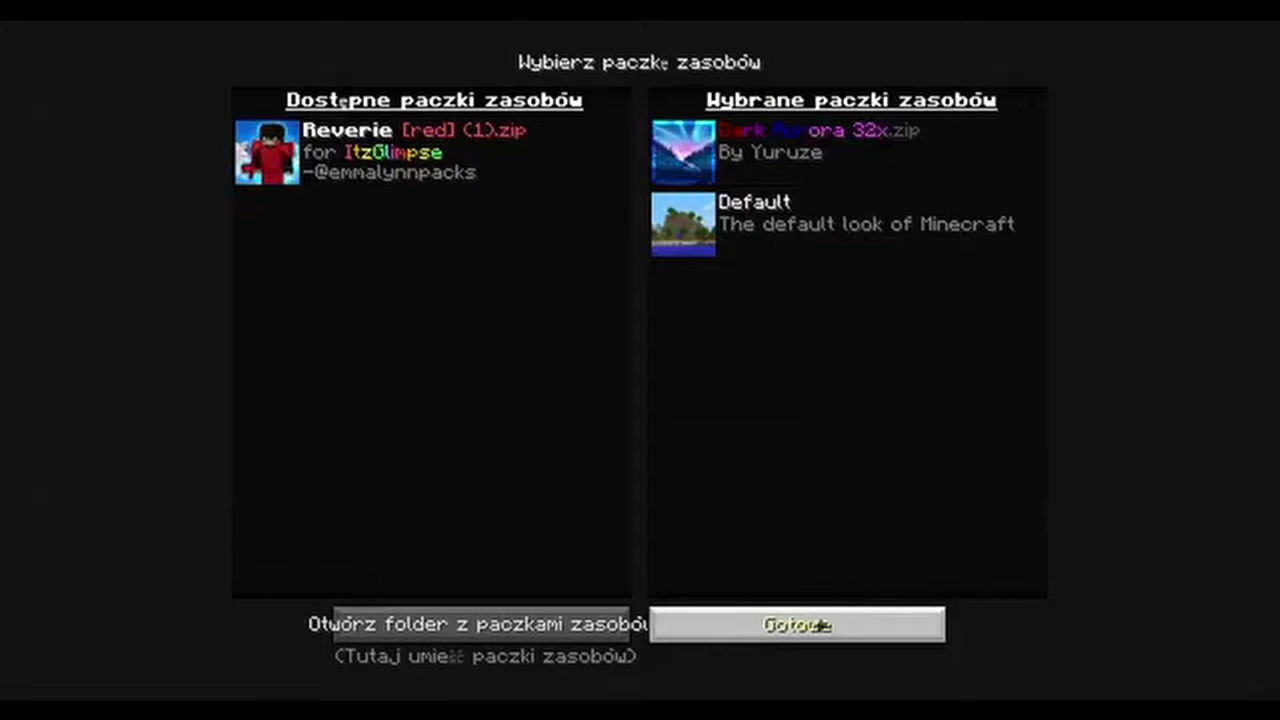 Wybierz paczkę zasobów
Dostępne paczki zasobów
Reverie [red] (1).zip
for ItzGlimpse
-@emmalynnpacks
Wybrane paczki zasobów
Dark Aurora 32x.zip
By Yuruze
Default
The default look of Minecraft
Otwórz folder z paczkami zasobów
(Tutaj umieść paczki zasobów)
Gotowe